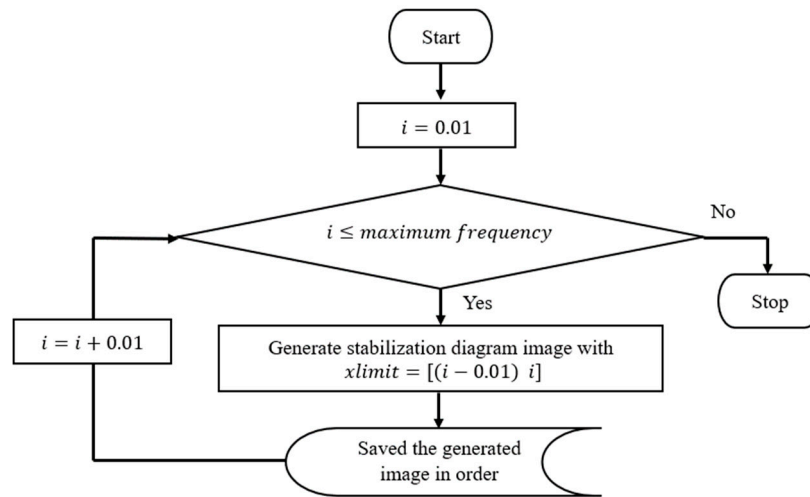 Start
𝑖 = 0.01
𝑖 ≤ 𝑚𝑎𝑥𝑖𝑚𝑢𝑚 𝑓𝑟𝑒𝑞𝑢𝑒𝑛𝑐𝑦
No
Stop
Yes
𝑖 = 𝑖 + 0.01
Generate stabilization diagram image with
𝑥𝑙𝑖𝑚𝑖𝑡 = [(𝑖 − 0.01) 𝑖]
Saved the generated
image in order